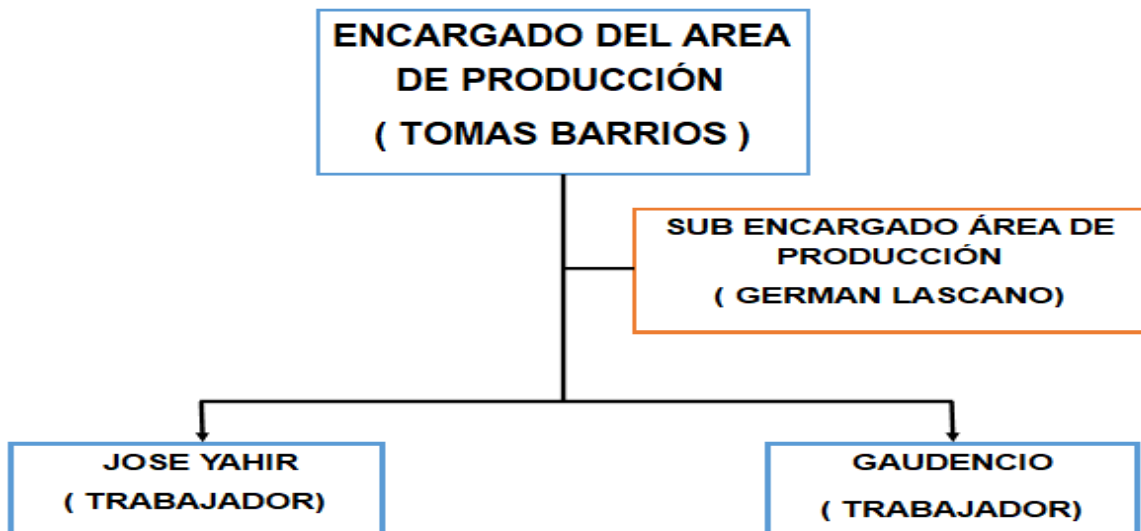 ENCARGADO DEL AREA
DE PRODUCCIÓN
( TOMAS BARRIOS )
SUB ENCARGADO ÁREA DE
PRODUCCIÓN
( GERMAN LASCANO)
JOSE YAHIR
( TRABAJADOR)
GAUDENCIO
( TRABAJADOR)